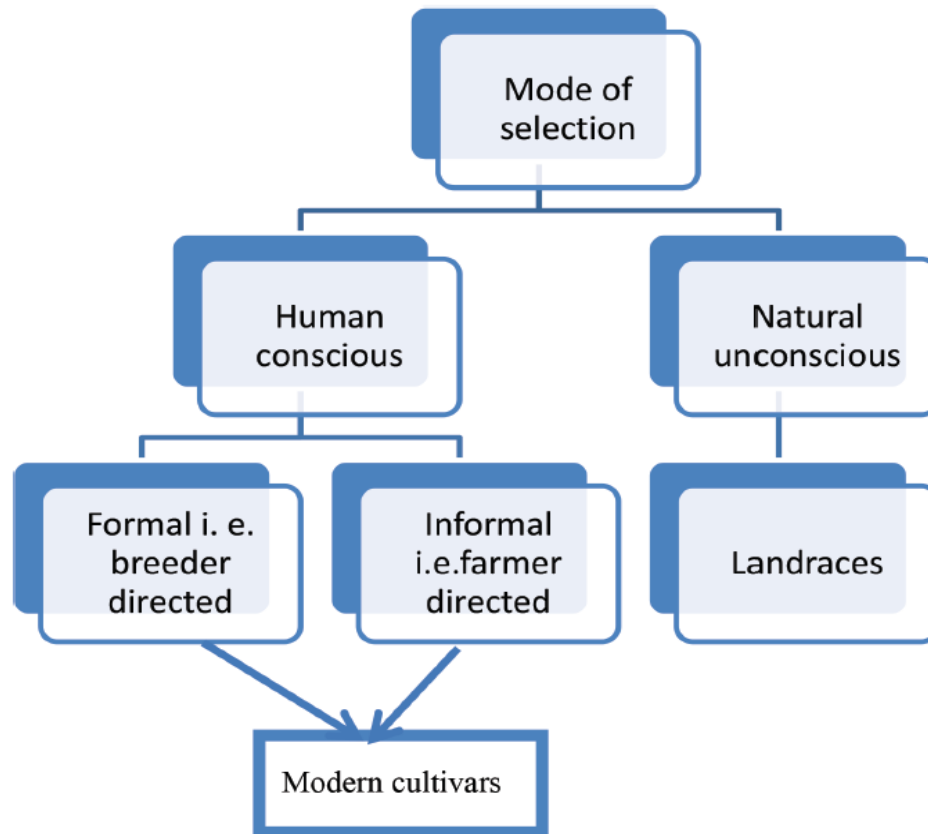 Mode of
selection
Human
conscious
Natural
unconscious
Formal i. e.
breeder
directed
Informal
i.e.farmer
directed
Landraces
Modern cultivars